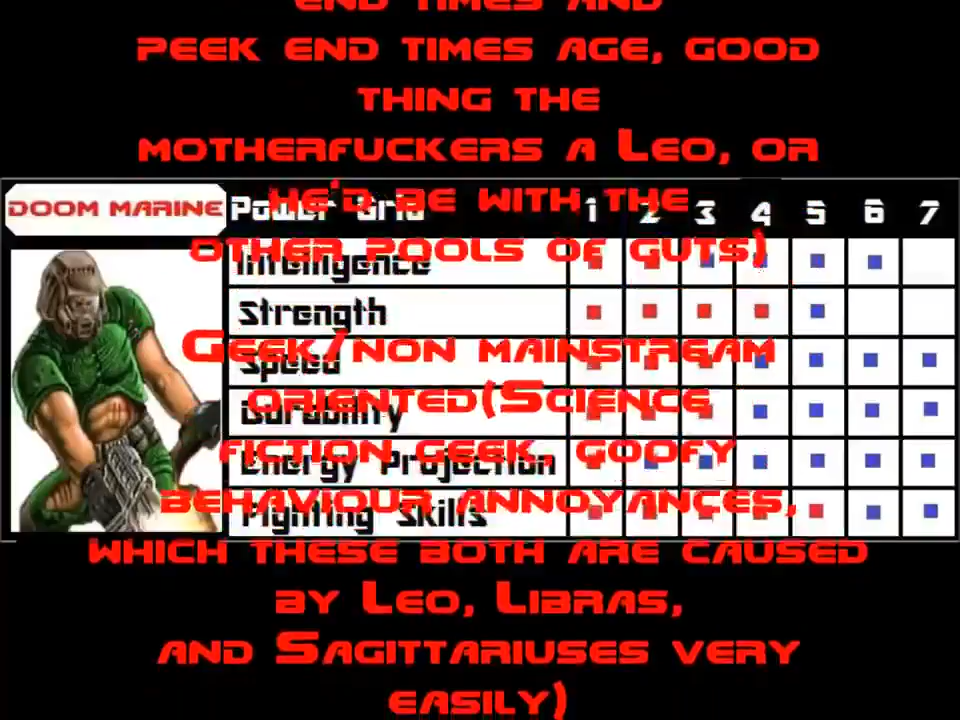 END TIMES AND
PEEK END TIMES AGE, GOOD
THING THE
MOTHERFUCKERS A LEO, OR
HE'D BE WITH THE
OTHER POOLS OF GUTS)
GEEK/NON MAINSTREAM
ORIENTED(SCIENCE
FICTION GEEK, GOOFY
BEHAVIOUR ANNOYANCES,
WHICH THESE BOTH ARE CAUSED
BY LEO, LIBRAS,
AND SAGITTARIUSES VERY
EASILY)
DOOM MARINE
Power Grid 1 2 3 4 5 6 7
Intelligence
Strength
Speed
Durability
Energy Projection
Fighting Skills